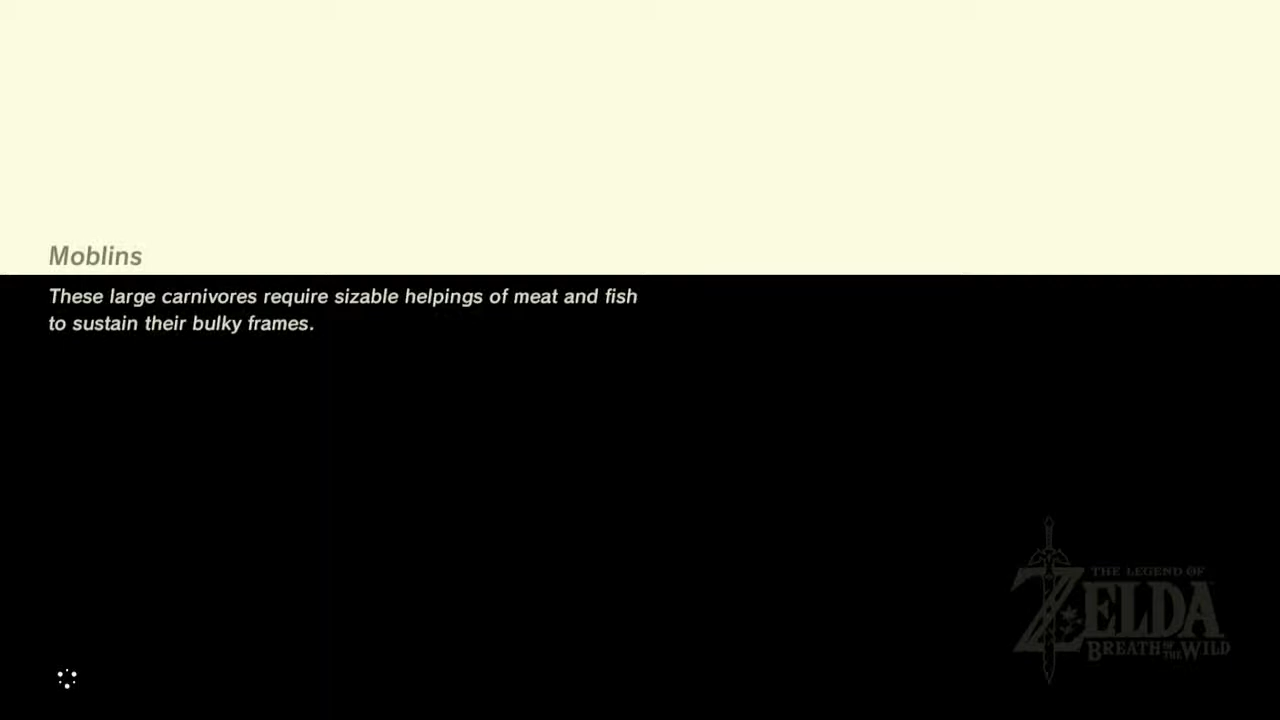 Moblins
These large carnivores require sizable helpings of meat and fish
to sustain their bulky frames.
THE LEGEND OF
ZELDA
BREATH OF THE WILD